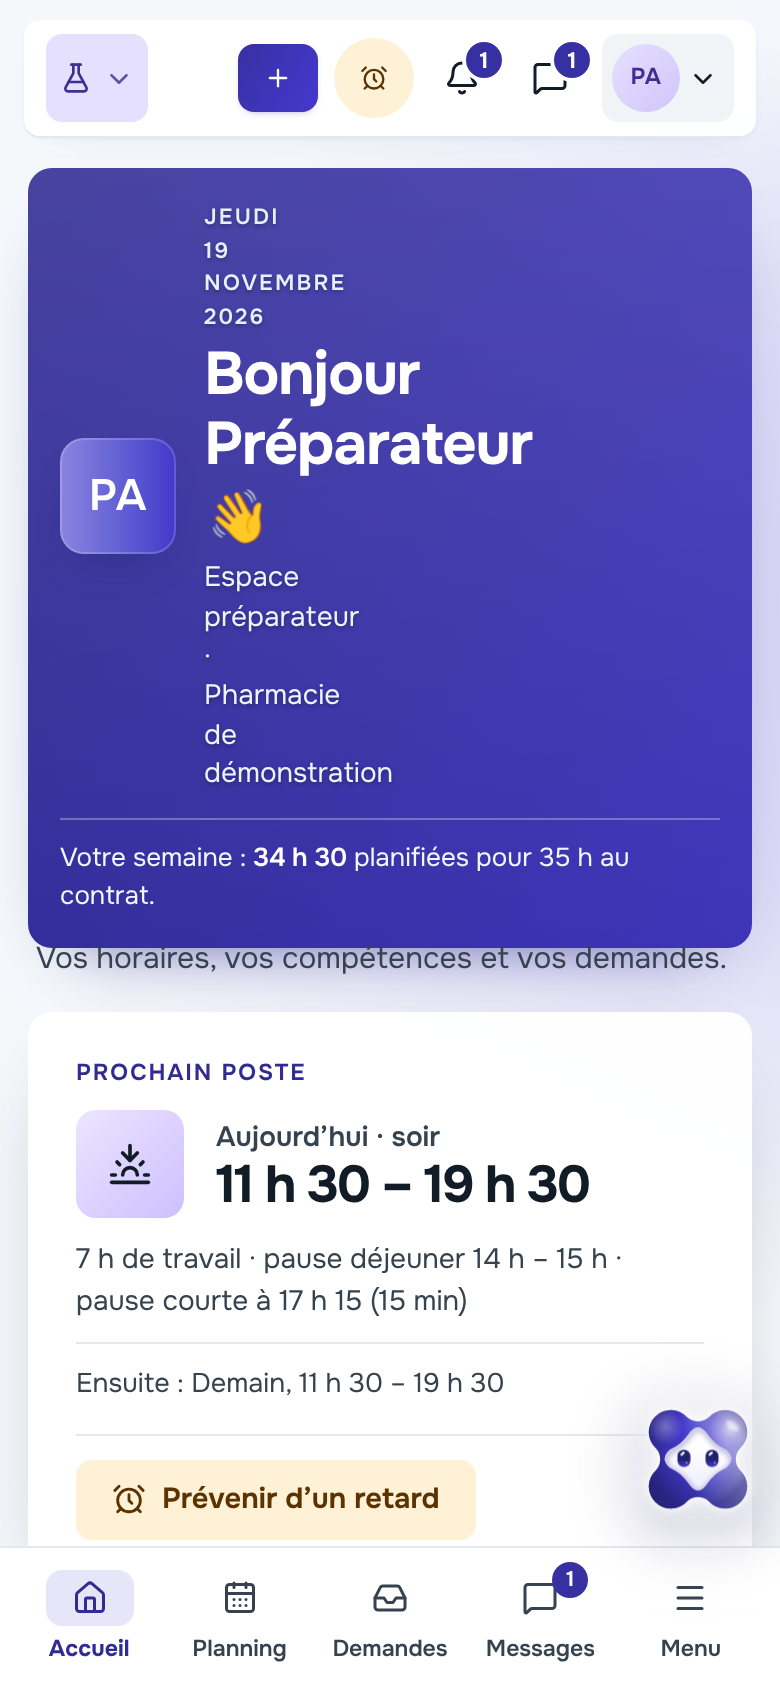 1
1
PA
JEUDI
19
NOVEMBRE
2026
Bonjour
Préparateur
👋
PA
Espace
préparateur
·
Pharmacie
de
démonstration
Votre semaine : 34 h 30 planifiées pour 35 h au
contrat.
Vos horaires, vos compétences et vos demandes.
PROCHAIN POSTE
Aujourd’hui · soir
11 h 30 – 19 h 30
7 h de travail · pause déjeuner 14 h – 15 h ·
pause courte à 17 h 15 (15 min)
Ensuite : Demain, 11 h 30 – 19 h 30
Prévenir d’un retard
1
Accueil
Planning
Demandes
Messages
Menu